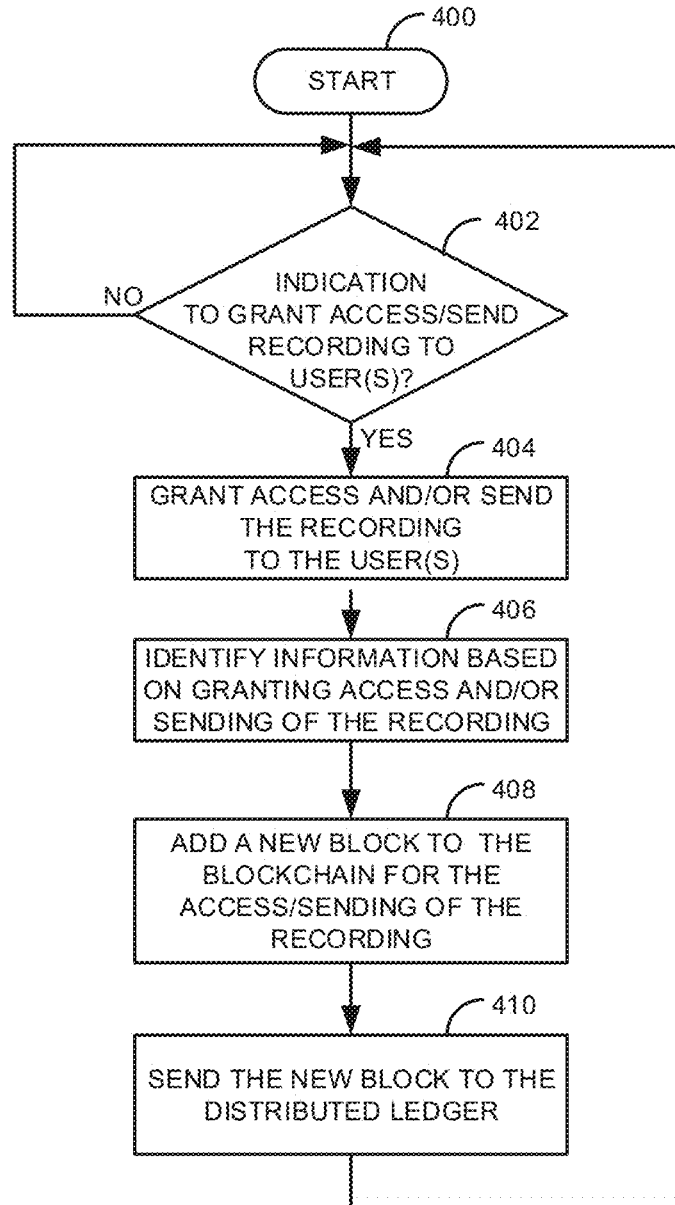 400
START
402
INDICATION
TO GRANT ACCESS/SEND
RECORDING TO
USER(S)?
NO
YES
404
GRANT ACCESS AND/OR SEND
THE RECORDING
TO THE USER(S)
406
IDENTIFY INFORMATION BASED
ON GRANTING ACCESS AND/OR
SENDING OF THE RECORDING
408
ADD A NEW BLOCK TO THE
BLOCKCHAIN FOR THE
ACCESS/SENDING OF THE
RECORDING
410
SEND THE NEW BLOCK TO THE
DISTRIBUTED LEDGER